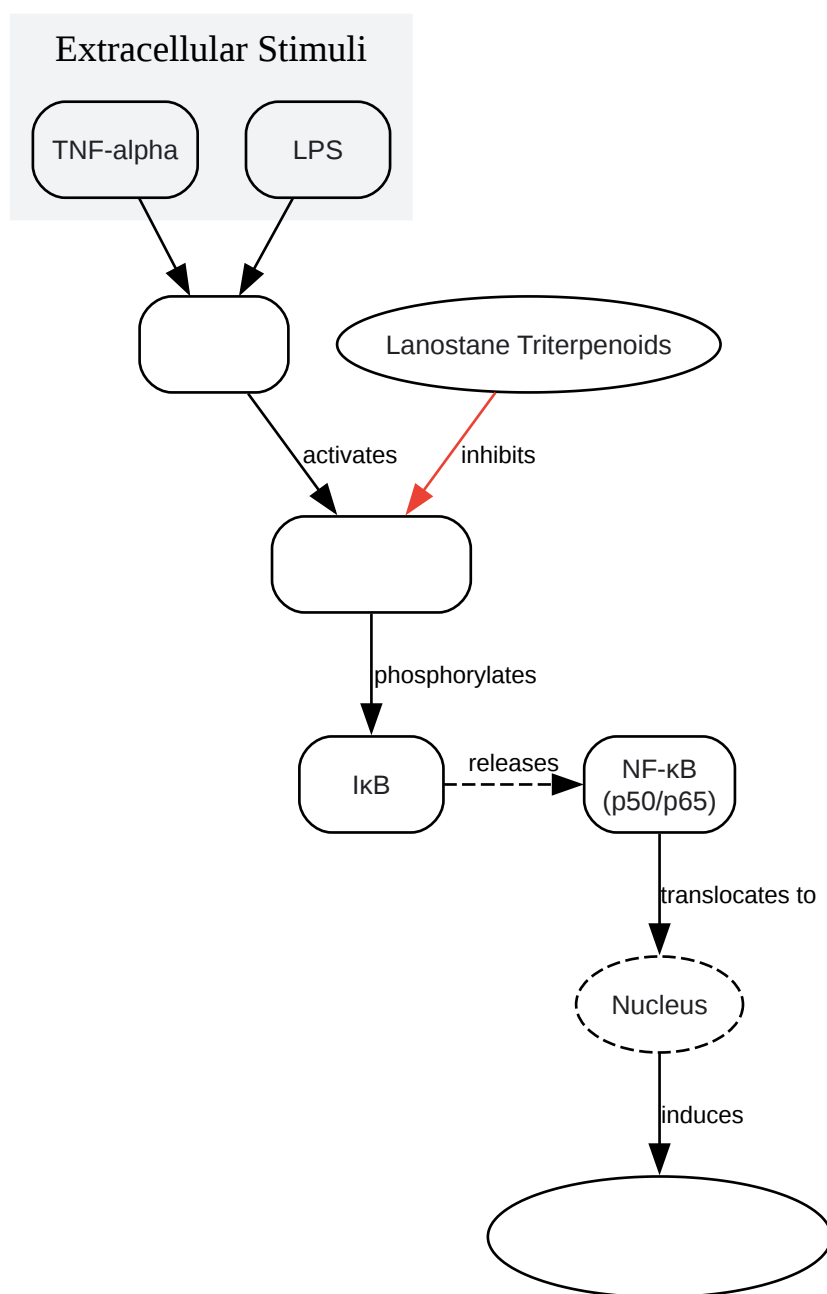 Extracellular Stimuli
TNF-alpha
LPS
Lanostane Triterpenoids
activates
inhibits
phosphorylates
IκB
releases
NF-κB
(p50/p65)
translocates to
Nucleus
induces